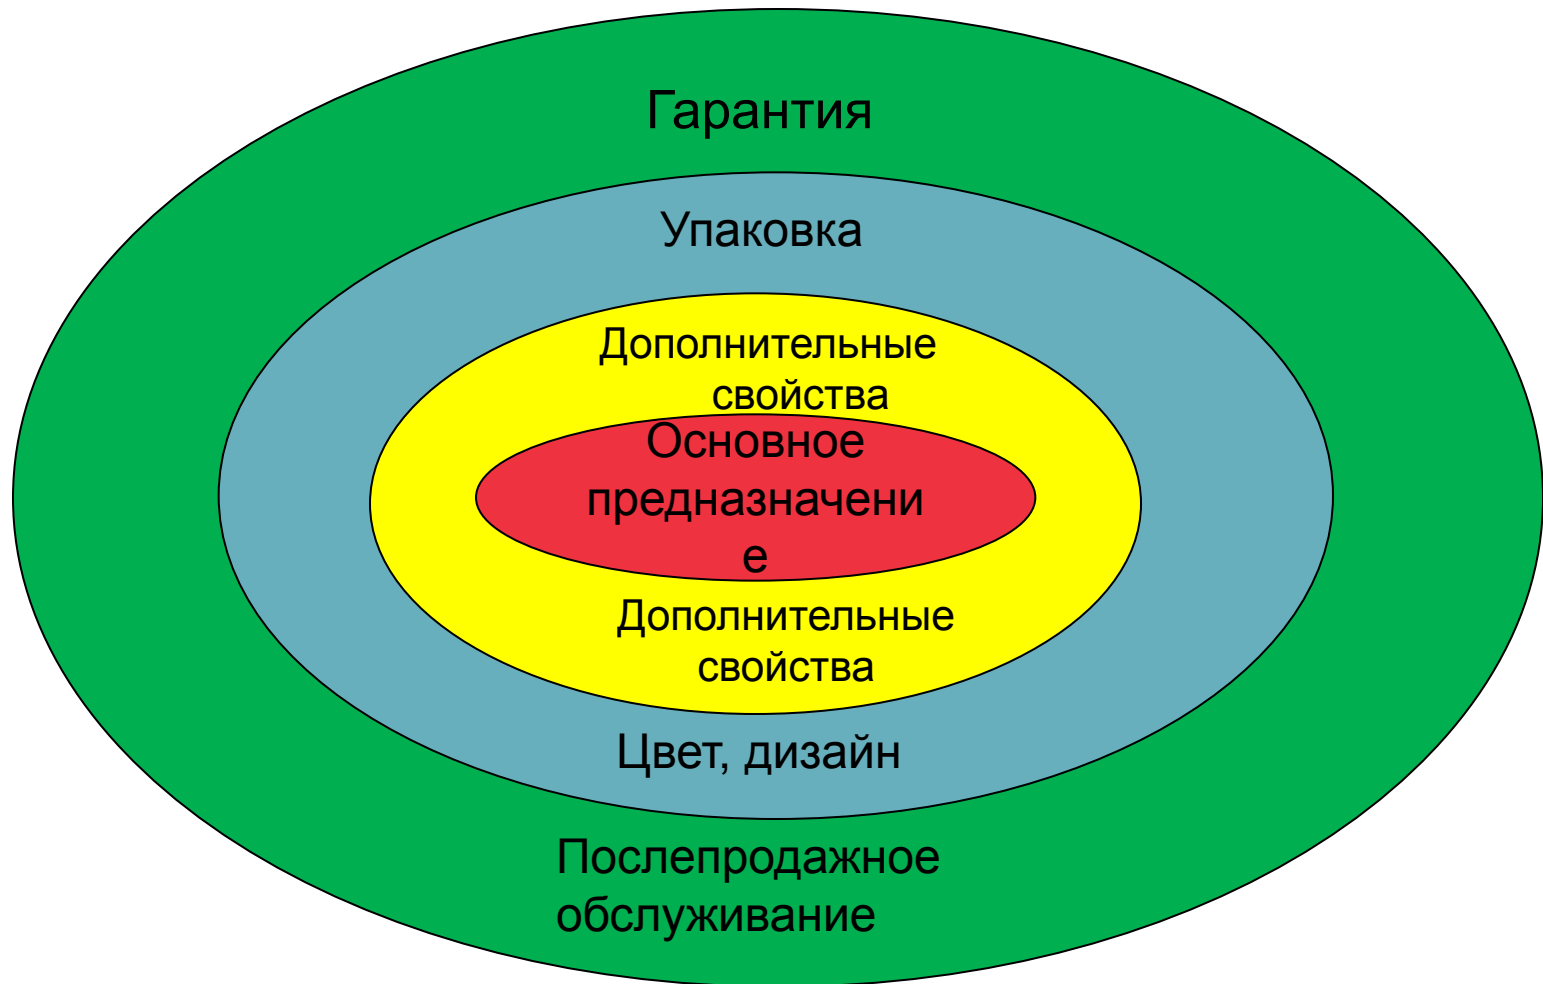 Гарантия
Упаковка
Дополнительные
свойства
Основное
предназначени
е
Дополнительные
свойства
Цвет, дизайн
Послепродажное
обслуживание